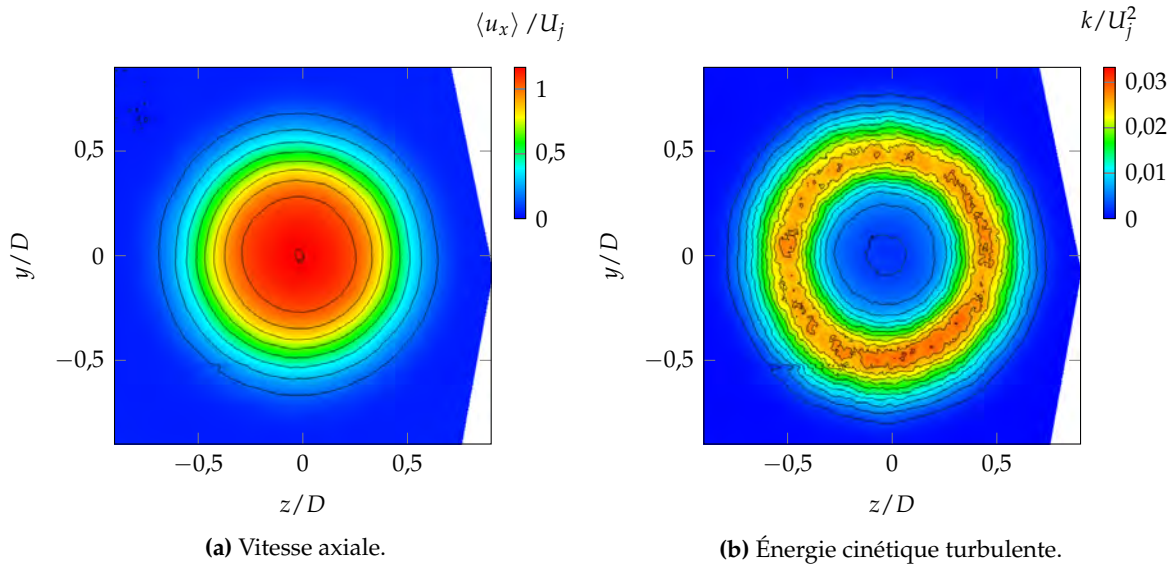 ⟨u_x⟩ / U_j
1
0,5
0
0,5
0
−0,5
y/D
−0,5
0
0,5
z/D
(a) Vitesse axiale.
k/U_j^2
0,03
0,02
0,01
0
0,5
0
−0,5
y/D
−0,5
0
0,5
z/D
(b) Énergie cinétique turbulente.